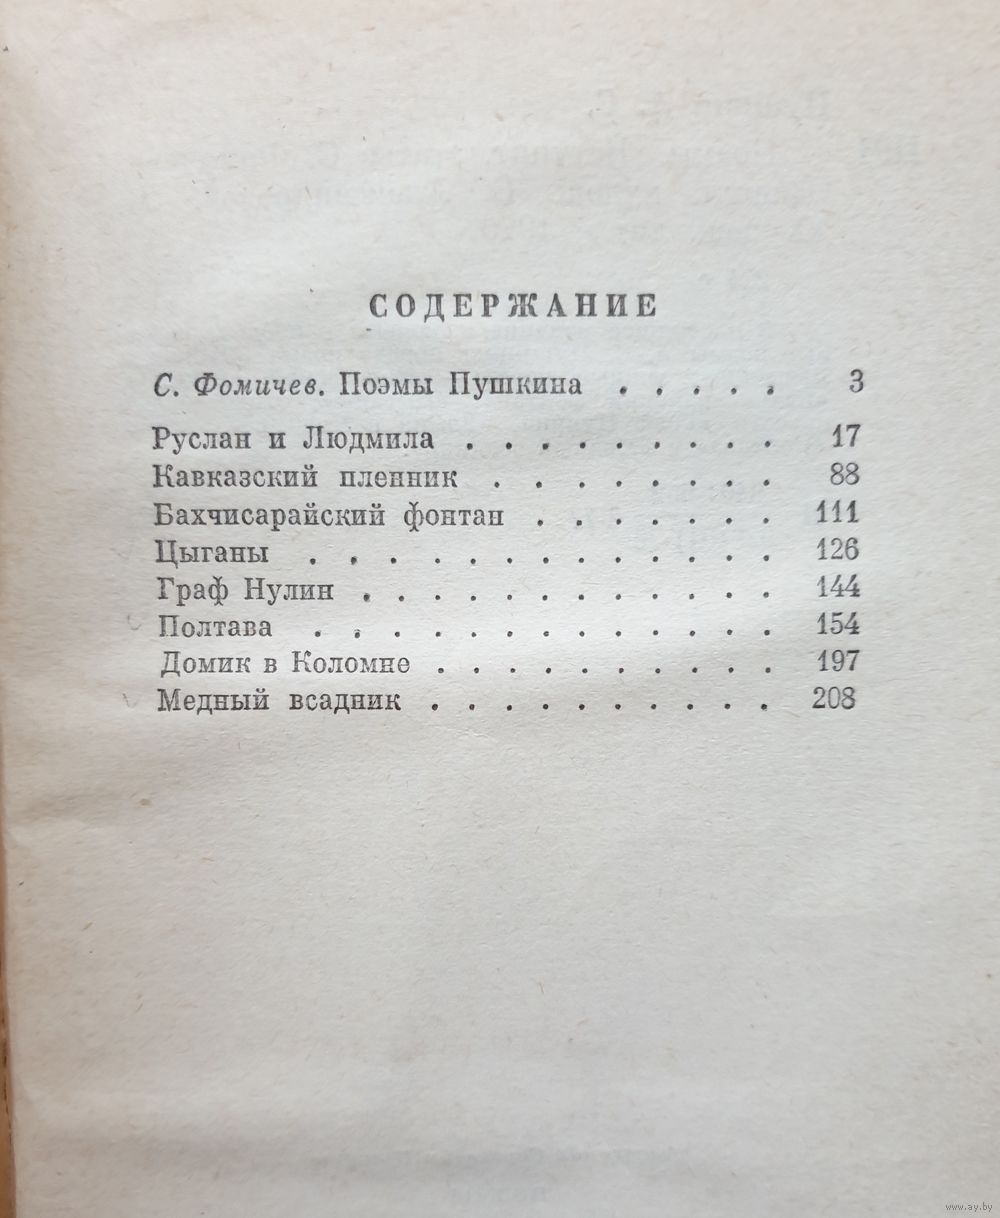 СОДЕРЖАНИЕ
С. Фомичев. Поэмы Пушкина . . . . . 3
Руслан и Людмила . . . . . . . . . 17
Кавказский пленник . . . . . . . . 88
Бахчисарайский фонтан . . . . . . . 111
Цыганы . . . . . . . . . . . . . 126
Граф Нулин . . . . . . . . . . . . 144
Полтава . . . . . . . . . . . . . 154
Домик в Коломне . . . . . . . . . . 197
Медный всадник . . . . . . . . . . 208
www.ay.by